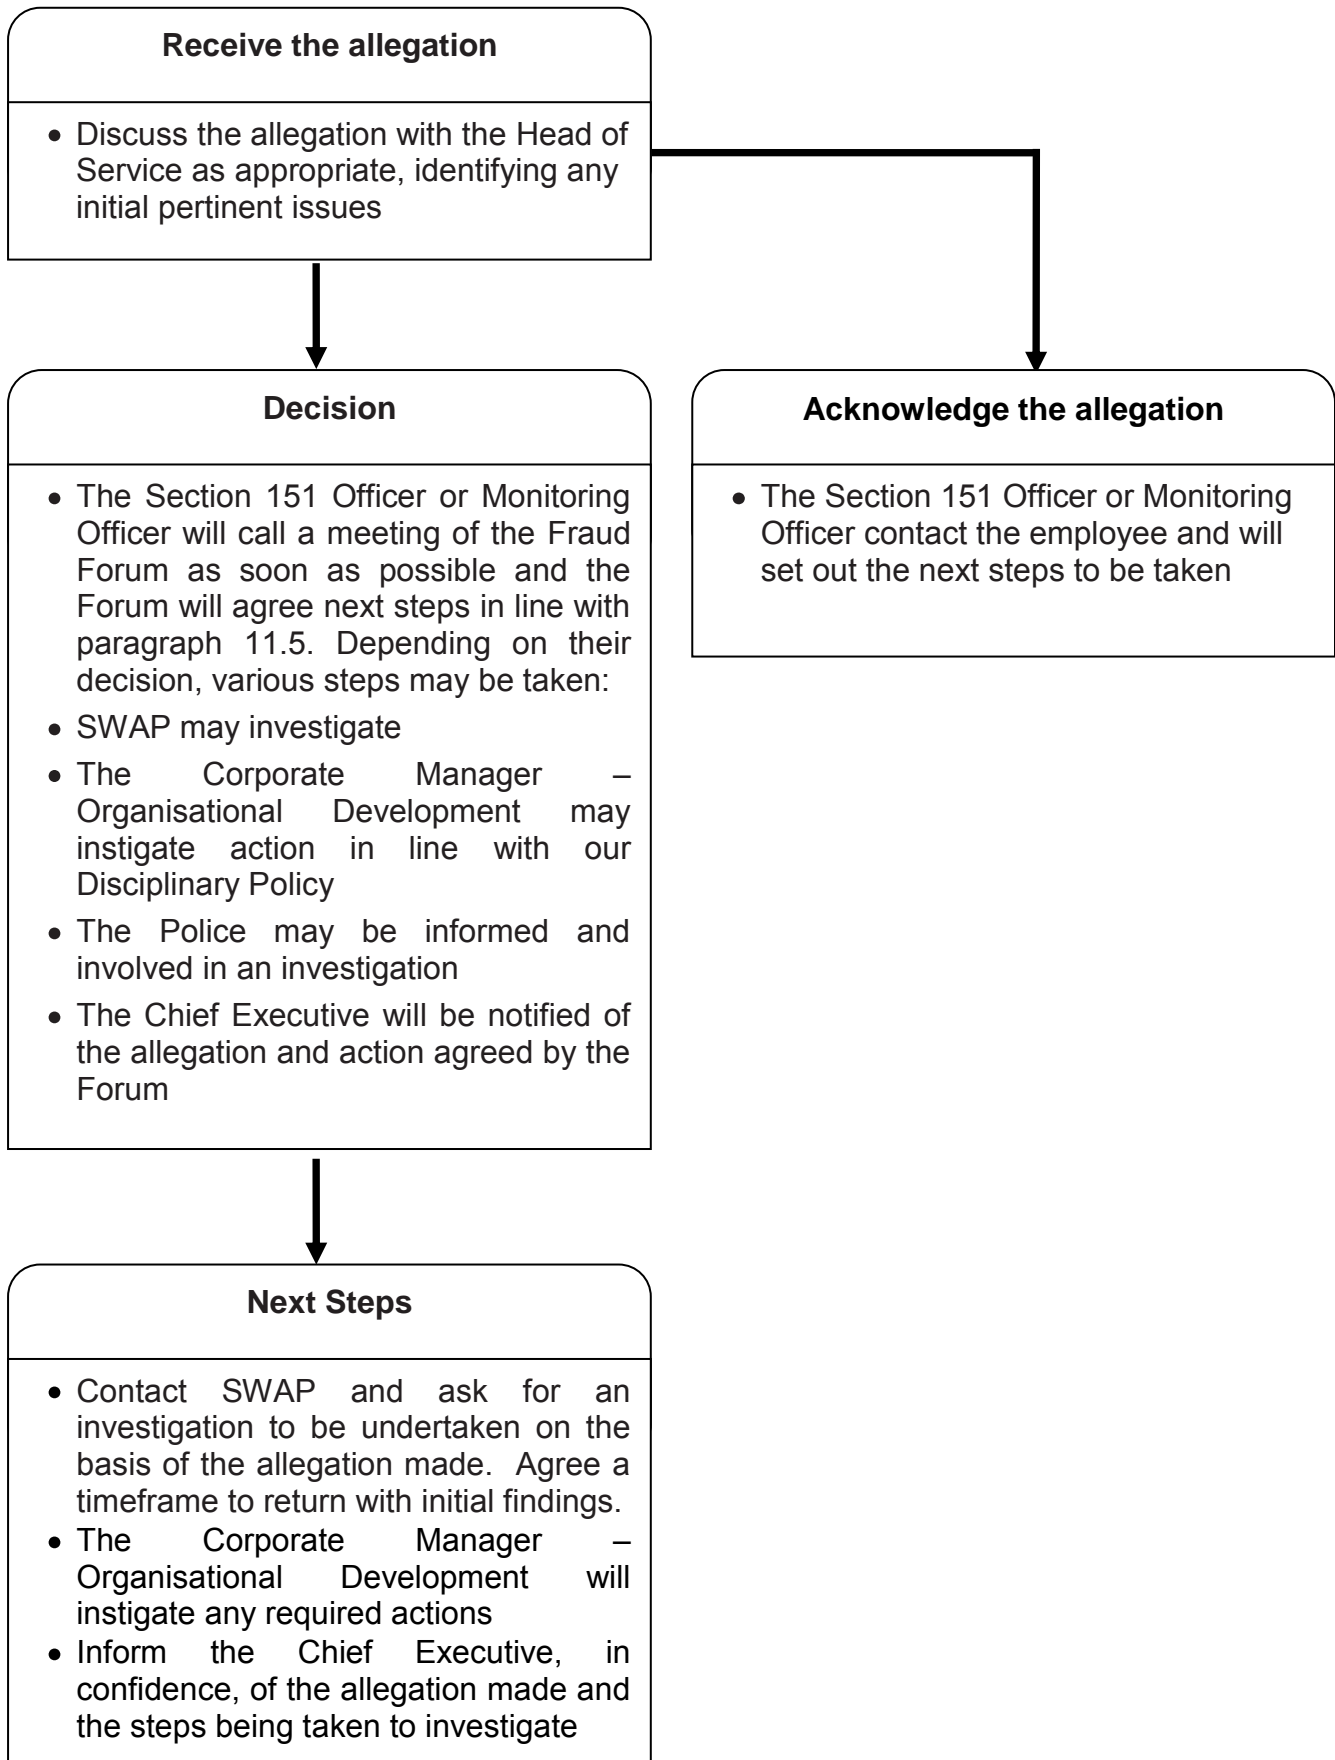 Receive the allegation
• Discuss the allegation with the Head of
Service as appropriate, identifying any
initial pertinent issues
Decision
• The Section 151 Officer or Monitoring
Officer will call a meeting of the Fraud
Forum as soon as possible and the
Forum will agree next steps in line with
paragraph 11.5. Depending on their
decision, various steps may be taken:
• SWAP may investigate
• The Corporate Manager –
Organisational Development may
instigate action in line with our
Disciplinary Policy
• The Police may be informed and
involved in an investigation
• The Chief Executive will be notified of
the allegation and action agreed by the
Forum
Acknowledge the allegation
• The Section 151 Officer or Monitoring
Officer contact the employee and will
set out the next steps to be taken
Next Steps
• Contact SWAP and ask for an
investigation to be undertaken on the
basis of the allegation made. Agree a
timeframe to return with initial findings.
• The Corporate Manager –
Organisational Development will
instigate any required actions
• Inform the Chief Executive, in
confidence, of the allegation made and
the steps being taken to investigate